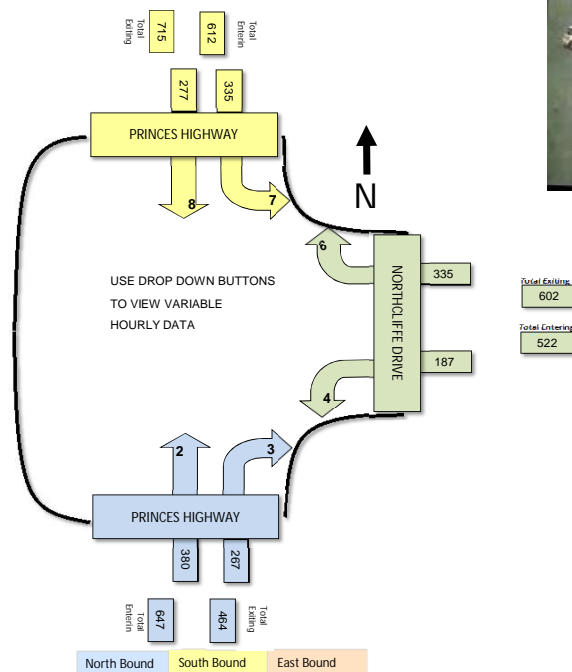 Total Exiting
715
612
Total Enterin
277
335
PRINCES HIGHWAY
8
7
N
6
NORTHCLIFFE DRIVE
335
Total Exiting
602
USE DROP DOWN BUTTONS
TO VIEW VARIABLE
HOURLY DATA
Total Entering
522
187
4
2
3
PRINCES HIGHWAY
380
267
Total Enterin
647
464
Total Exiting
North Bound
South Bound
East Bound